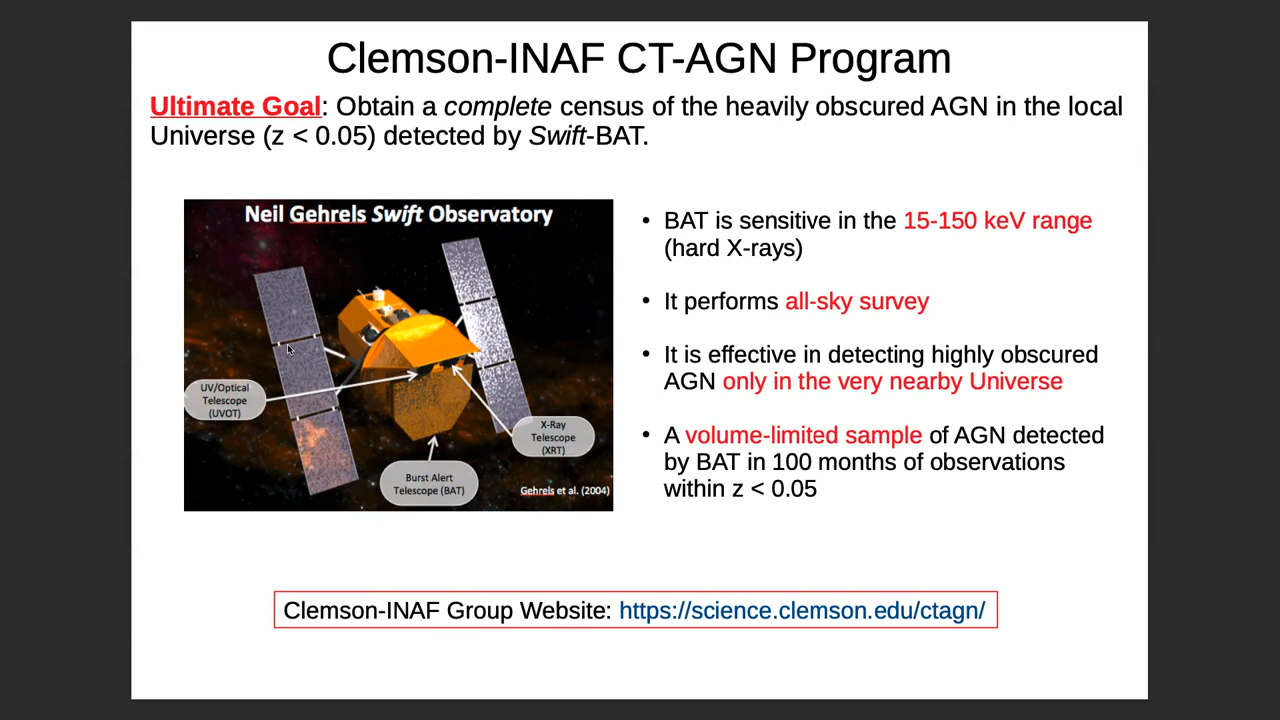 Clemson-INAF CT-AGN Program
Ultimate Goal: Obtain a complete census of the heavily obscured AGN in the local
Universe (z < 0.05) detected by Swift-BAT.
Neil Gehrels Swift Observatory
UV/Optical
Telescope
(UVOT)
X-Ray
Telescope
(XRT)
Burst Alert
Telescope (BAT)
Gehrels et al. (2004)
• BAT is sensitive in the 15-150 keV range
(hard X-rays)
• It performs all-sky survey
• It is effective in detecting highly obscured
AGN only in the very nearby Universe
• A volume-limited sample of AGN detected
by BAT in 100 months of observations
within z < 0.05
Clemson-INAF Group Website: https://science.clemson.edu/ctagn/